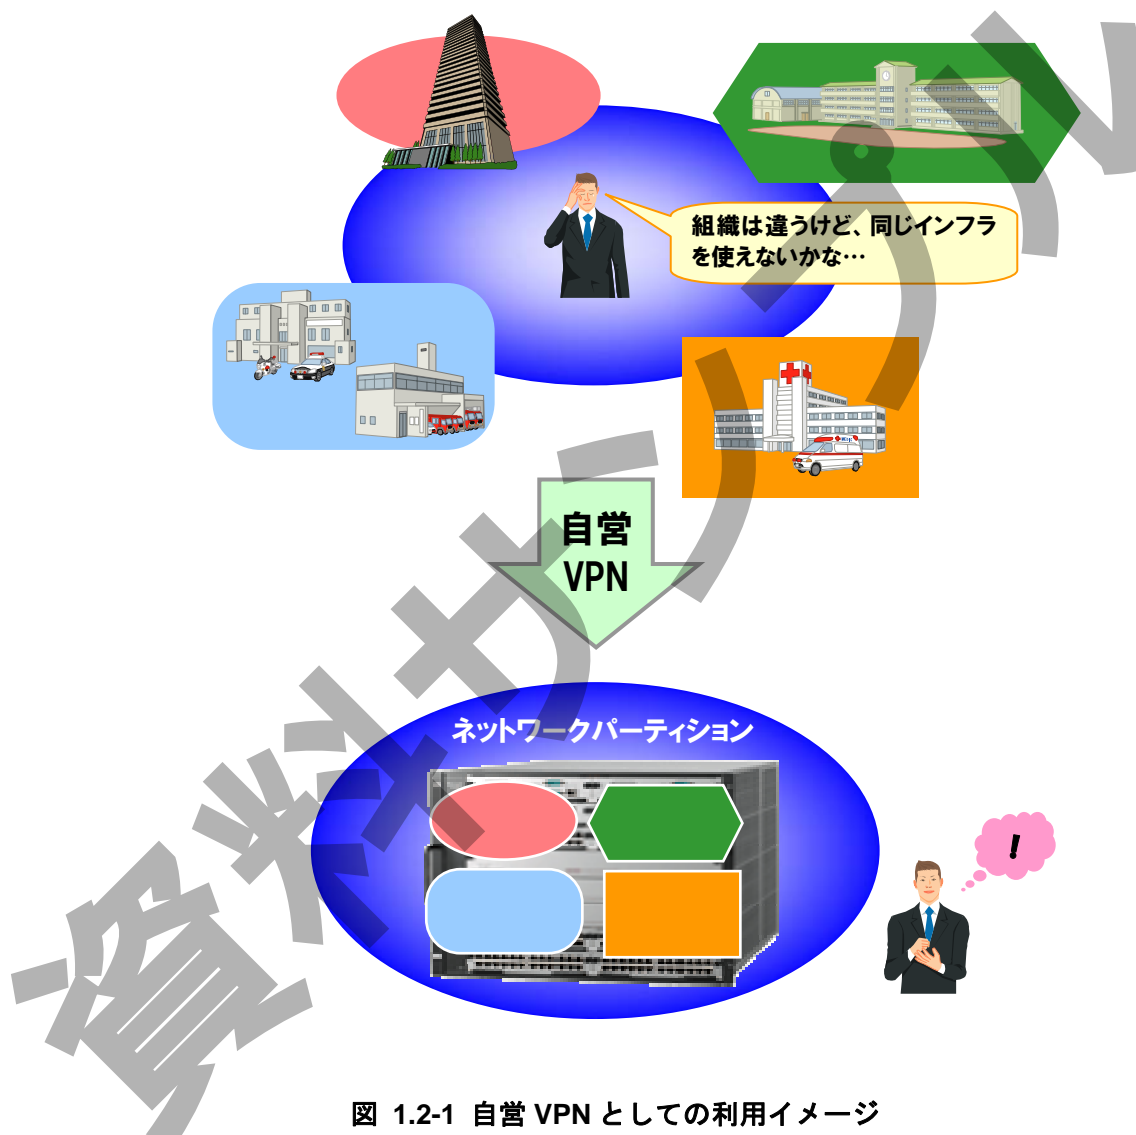 組織は違うけど、同じインフラ
を使えないかな…
自営
VPN
ネットワークパーティション
!
図 1.2-1 自営 VPN としての利用イメージ
資料サンプル